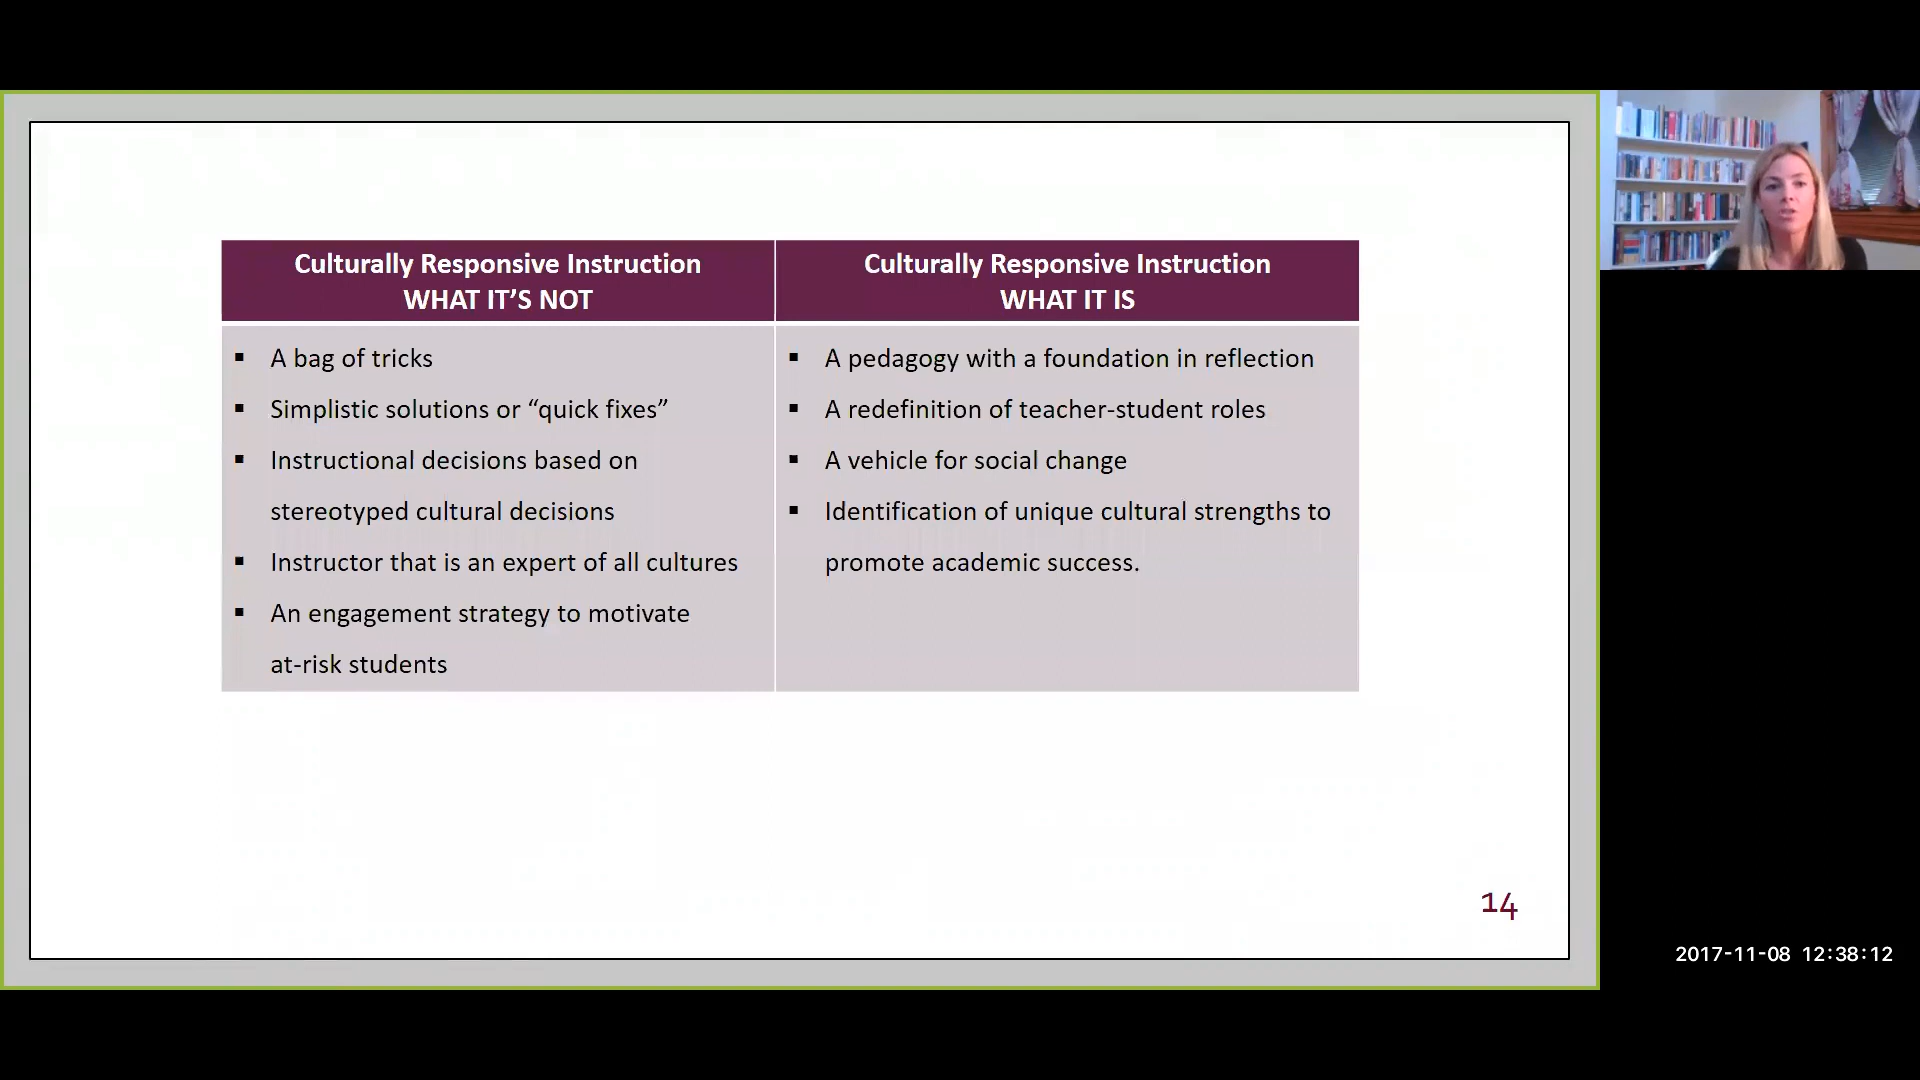 Culturally Responsive Instruction
WHAT IT’S NOT
Culturally Responsive Instruction
WHAT IT IS
▪ A bag of tricks
▪ Simplistic solutions or “quick fixes”
▪ Instructional decisions based on
stereotyped cultural decisions
▪ Instructor that is an expert of all cultures
▪ An engagement strategy to motivate
at-risk students
▪ A pedagogy with a foundation in reflection
▪ A redefinition of teacher-student roles
▪ A vehicle for social change
▪ Identification of unique cultural strengths to
promote academic success.
14
2017-11-08 12:38:12